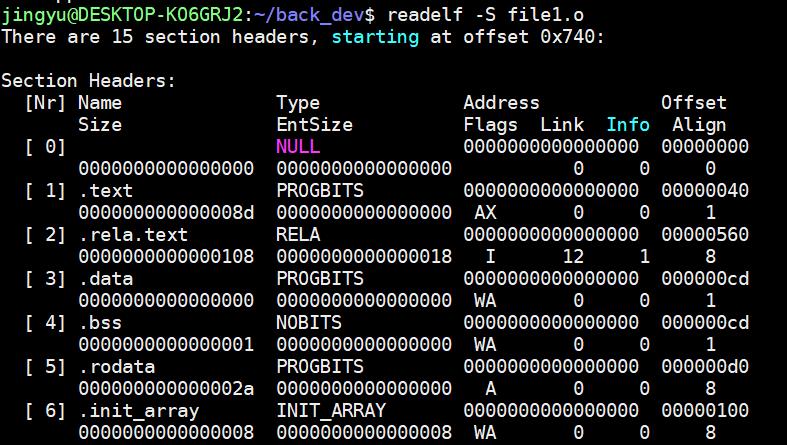 jingyu@DESKTOP-KO6GRJ2:~/back_dev$ readelf -S file1.o
There are 15 section headers, starting at offset 0x740:
Section Headers:
[Nr] Name Type Address Offset
Size EntSize Flags Link Info Align
[ 0] NULL 0000000000000000 00000000
0000000000000000 0000000000000000 0 0 0
[ 1] .text PROGBITS 0000000000000000 00000040
000000000000008d 0000000000000000 AX 0 0 1
[ 2] .rela.text RELA 0000000000000000 00000560
0000000000000108 0000000000000018 I 12 1 8
[ 3] .data PROGBITS 0000000000000000 000000cd
0000000000000000 0000000000000000 WA 0 0 1
[ 4] .bss NOBITS 0000000000000000 000000cd
0000000000000001 0000000000000000 WA 0 0 1
[ 5] .rodata PROGBITS 0000000000000000 000000d0
000000000000002a 0000000000000000 A 0 0 8
[ 6] .init_array INIT_ARRAY 0000000000000000 00000100
0000000000000008 0000000000000008 WA 0 0 8